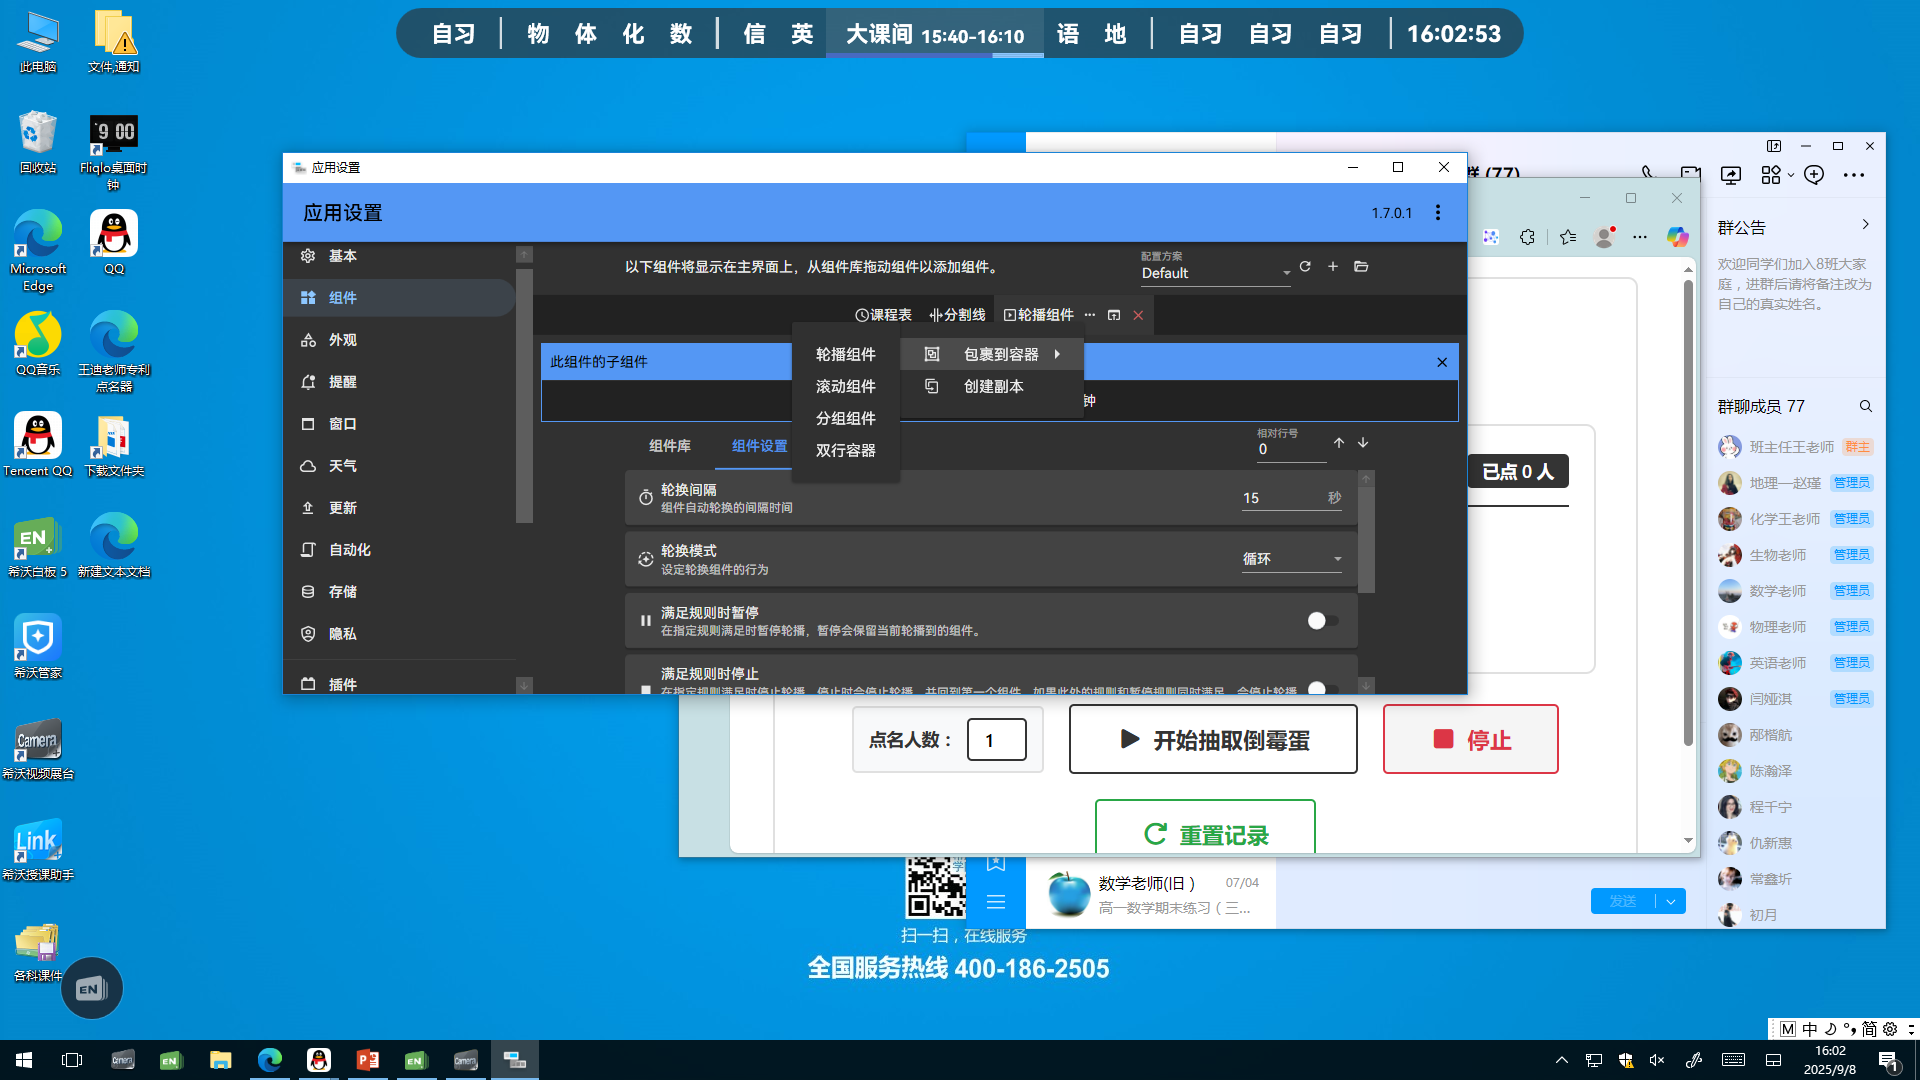 自习 | 物 体 化 数 | 信 英 大课间 15:40-16:10 语 地 | 自习 自习 自习 | 16:02:53
此电脑
文件,通知
回收站
Fliqlo桌面时钟
9 00
Microsoft Edge
QQ
QQ音乐
王迪老师专利点名器
Tencent QQ
下载文件夹
EN
希沃白板 5
新建文本文档
希沃管家
Camera
希沃视频展台
Link
希沃授课助手
各科课件
EN
应用设置
应用设置
1.7.0.1
基本
组件
外观
提醒
窗口
天气
更新
自动化
存储
隐私
插件
以下组件将显示在主界面上，从组件库拖动组件以添加组件。
配置方案
Default
课程表 分割线 轮播组件
此组件的子组件
钟
轮播组件
滚动组件
分组组件
双行容器
包裹到容器
创建副本
组件库
组件设置
相对行号
0
轮换间隔
组件自动轮换的间隔时间
15 秒
轮换模式
设定轮换组件的行为
循环
满足规则时暂停
在指定规则满足时暂停轮播，暂停会保留当前轮播到的组件。
满足规则时停止
在指定规则满足时停止轮播，停止时会停止轮播，并回到第一个组件。如果此处的规则和暂停规则同时满足，会停止轮播
群 (77)
已点 0 人
点名人数：
1
开始抽取倒霉蛋
停止
重置记录
群公告
欢迎同学们加入8班大家庭，进群后请将备注改为自己的真实姓名。
群聊成员 77
班主任王老师 群主
地理—赵瑾 管理员
化学王老师 管理员
生物老师 管理员
数学老师 管理员
物理老师 管理员
英语老师 管理员
闫娅淇 管理员
邴楷航
陈瀚泽
程千宁
仇新惠
常鑫圻
初月
发送
数学老师(旧 )
07/04
高一数学期末练习（ 三...
扫一扫，在线服务
全国服务热线 400-186-2505
M 中 简
Camera EN EN Camera
16:02
2025/9/8
1